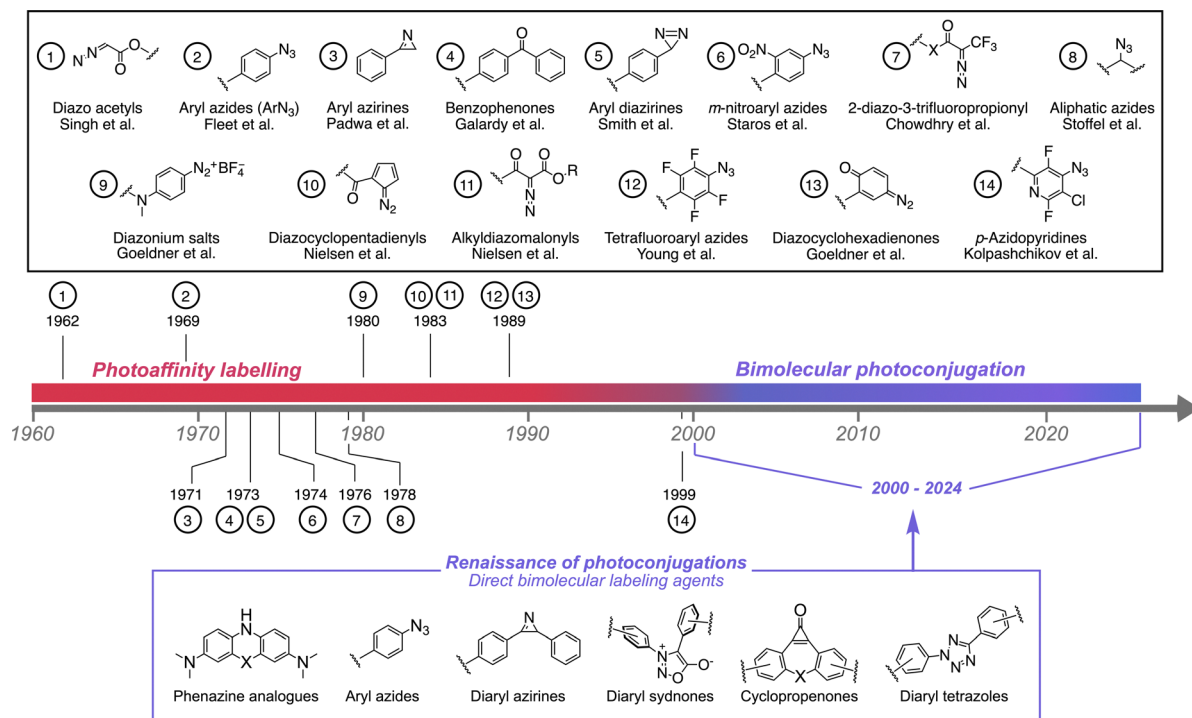 1
2
3
4
5
6
7
8
Diazo acetyls
Singh et al.
Aryl azides (ArN₃)
Fleet et al.
Aryl azirines
Padwa et al.
Benzophenones
Galardy et al.
Aryl diazirines
Smith et al.
m-nitroaryl azides
Staros et al.
2-diazo-3-trifluoropropionyl
Chowdhry et al.
Aliphatic azides
Stoffel et al.
9
10
11
12
13
14
Diazonium salts
Goeldner et al.
Diazocyclopentadienyls
Nielsen et al.
Alkyldiazomalonyls
Nielsen et al.
Tetrafluoroaryl azides
Young et al.
Diazocyclohexadienones
Goeldner et al.
p-Azidopyridines
Kolpashchikov et al.
1
1962
2
1969
9
1980
10 11
1983
12 13
1989
Photoaffinity labelling
Bimolecular photoconjugation
1960 1970 1980 1990 2000 2010 2020
1971
3
1973
4 5
1974
6
1976
7
1978
8
1999
14
2000 - 2024
Renaissance of photoconjugations
Direct bimolecular labeling agents
Phenazine analogues
Aryl azides
Diaryl azirines
Diaryl sydnones
Cyclopropenones
Diaryl tetrazoles